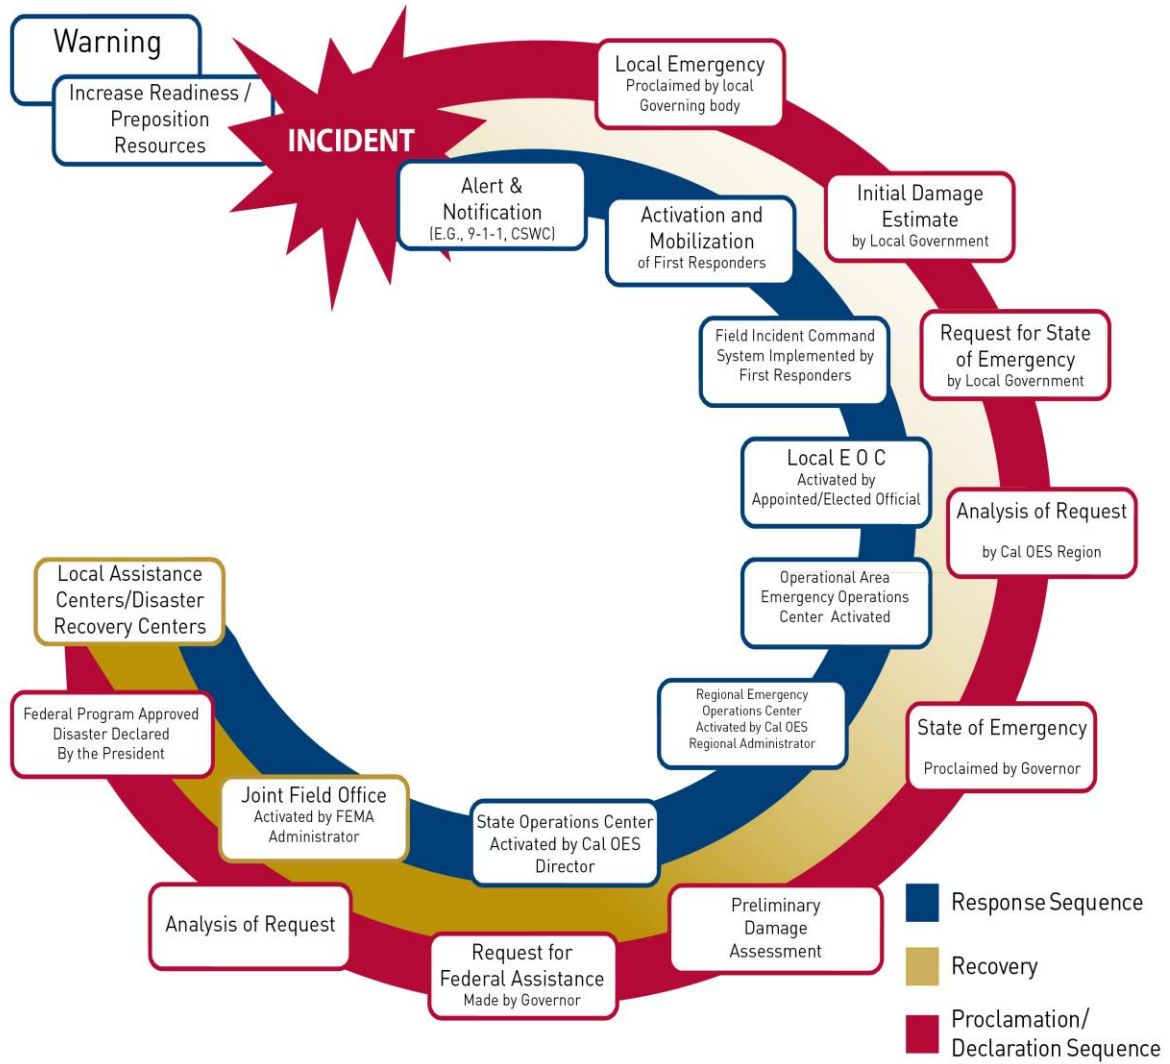 Warning
Increase Readiness /
Preposition
Resources
INCIDENT
Local Emergency
Proclaimed by local
Governing body
Alert &
Notification
(E.G., 9-1-1, CSWC)
Activation and
Mobilization
of First Responders
Initial Damage
Estimate
by Local Government
Field Incident Command
System Implemented by
First Responders
Request for State
of Emergency
by Local Government
Local E O C
Activated by
Appointed/Elected Official
Analysis of Request
by Cal OES Region
Operational Area
Emergency Operations
Center Activated
Local Assistance
Centers/Disaster
Recovery Centers
Regional Emergency
Operations Center
Activated by Cal OES
Regional Administrator
State of Emergency
Proclaimed by Governor
Federal Program Approved
Disaster Declared
By the President
Joint Field Office
Activated by FEMA
Administrator
State Operations Center
Activated by Cal OES
Director
Analysis of Request
Request for
Federal Assistance
Made by Governor
Preliminary
Damage
Assessment
Response Sequence
Recovery
Proclamation/
Declaration Sequence